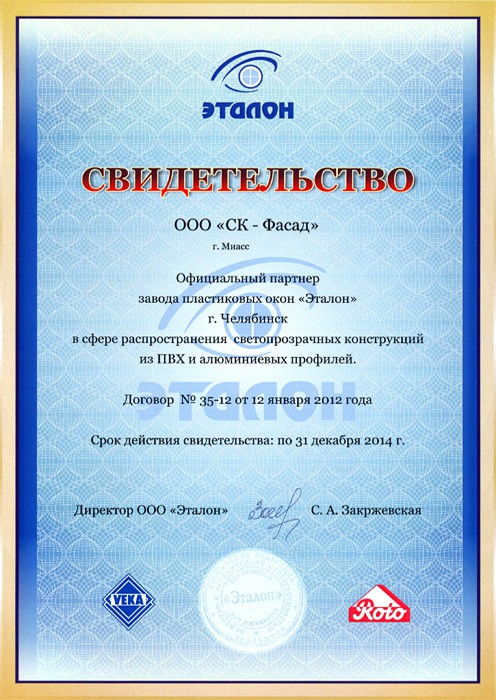 ЭТАЛОН
СВИДЕТЕЛЬСТВО
ООО «СК - Фасад»
г. Миасс
Официальный партнер
завода пластиковых окон «Эталон»
г. Челябинск
в сфере распространения светопрозрачных конструкций
из ПВХ и алюминиевых профилей.
ЭТАЛОН
Договор № 35-12 от 12 января 2012 года
Срок действия свидетельства: по 31 декабря 2014 г.
Директор ООО «Эталон» С. А. Закржевская
VEKA
«Эталон»
Roto